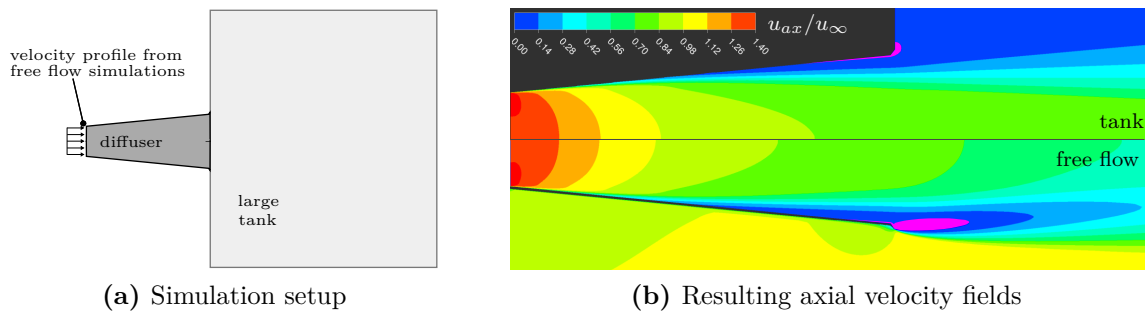 velocity profile from
free flow simulations
diffuser
large
tank
(a) Simulation setup
u_{ax}/u_∞
0.00 0.14 0.28 0.42 0.56 0.70 0.84 0.98 1.12 1.26 1.40
tank
free flow
(b) Resulting axial velocity fields